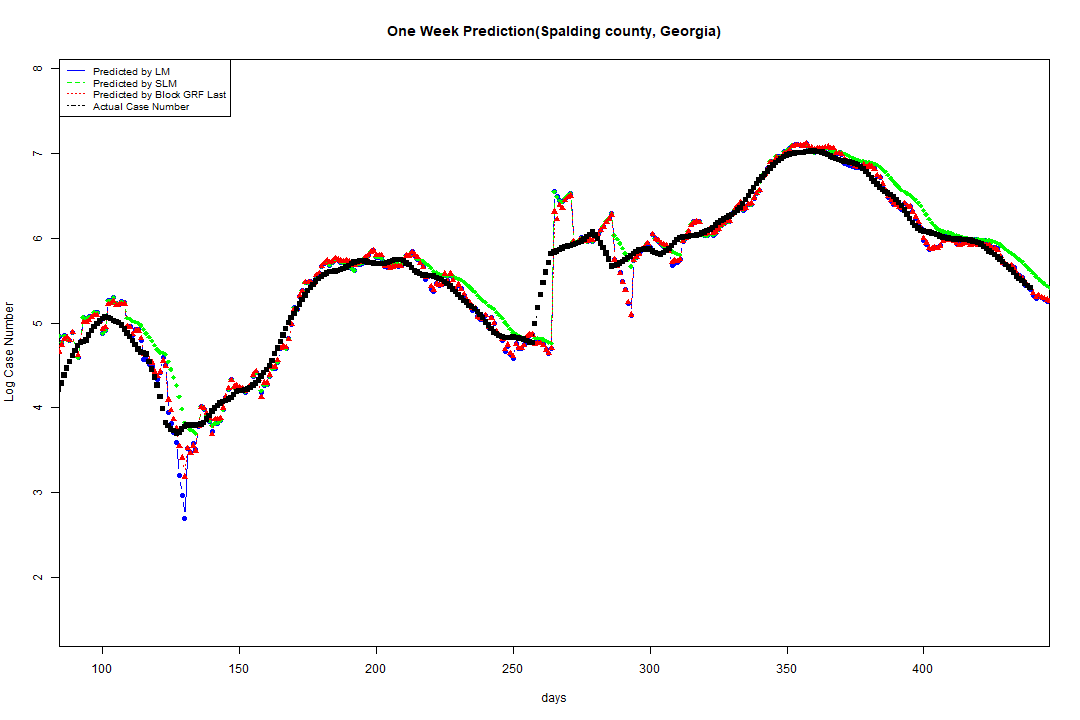 One Week Prediction(Spalding county, Georgia)
Predicted by LM
Predicted by SLM
Predicted by Block GRF Last
Actual Case Number
8
7
6
5
4
3
2
Log Case Number
100 150 200 250 300 350 400
days